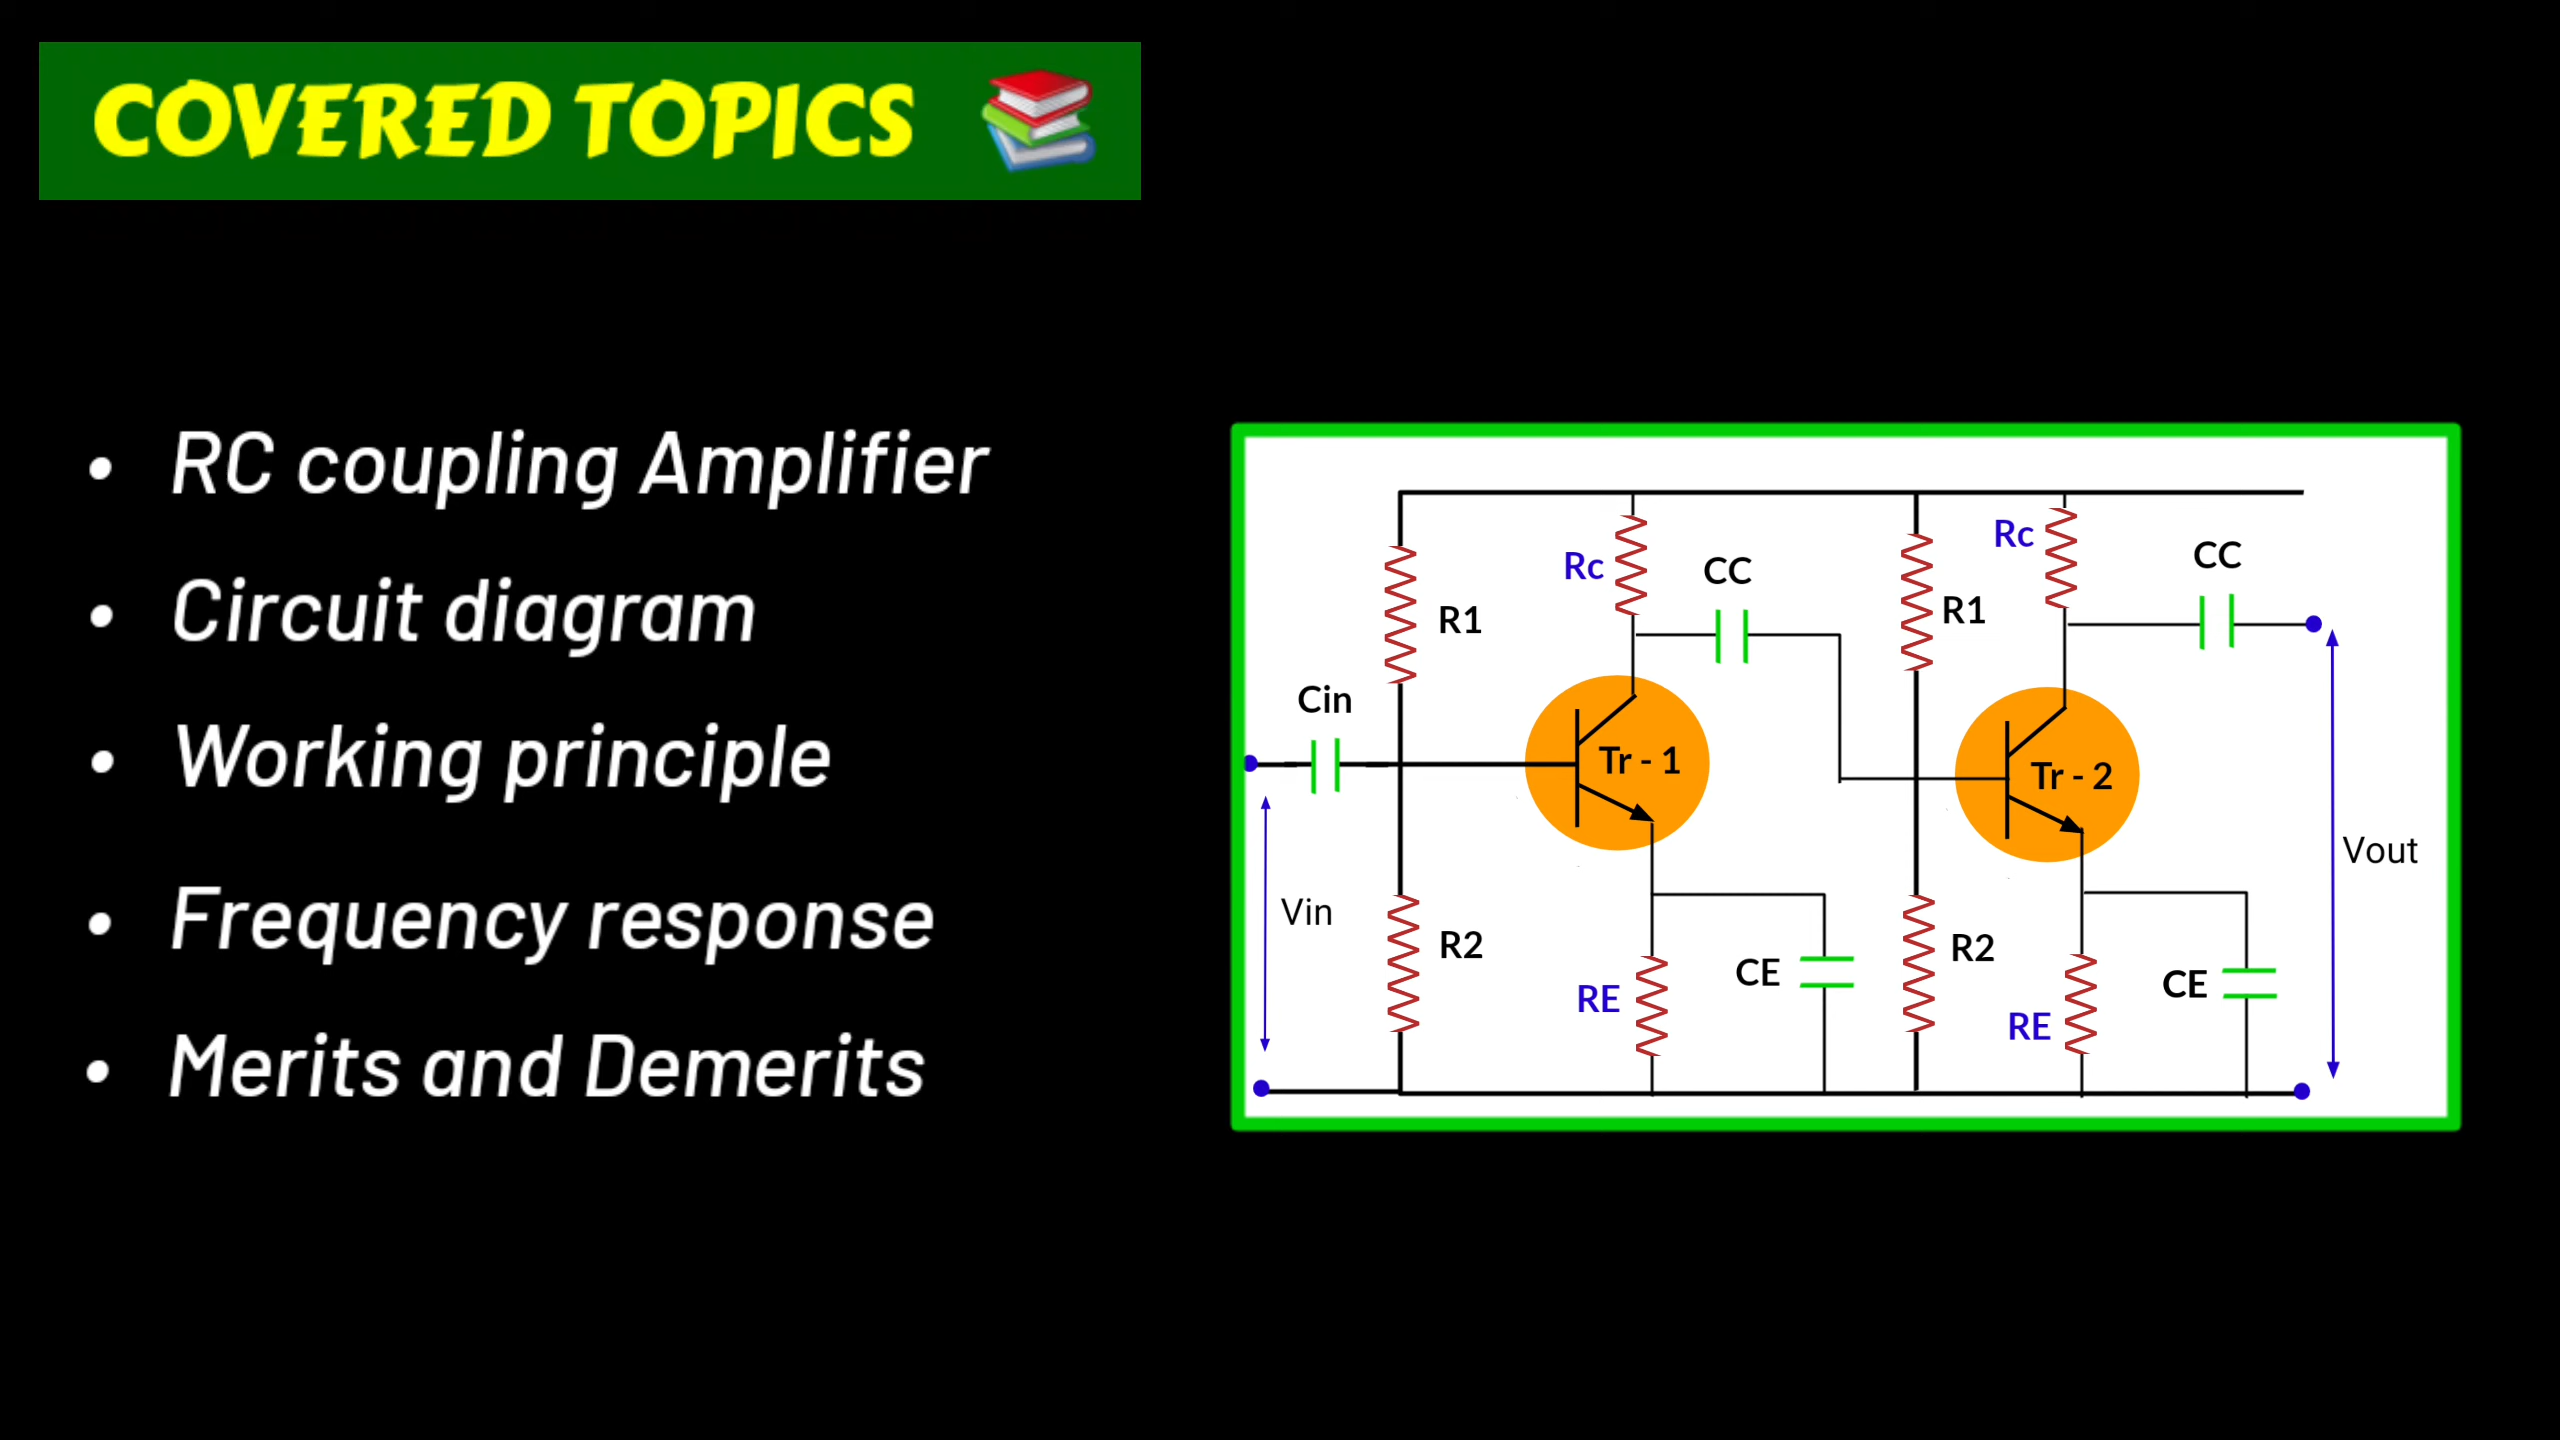 COVERED TOPICS
• RC coupling Amplifier
• Circuit diagram
• Working principle
• Frequency response
• Merits and Demerits
Rc
CC
Rc
CC
R1
R1
Cin
Tr - 1
Tr - 2
Vout
Vin
R2
R2
CE
CE
RE
RE